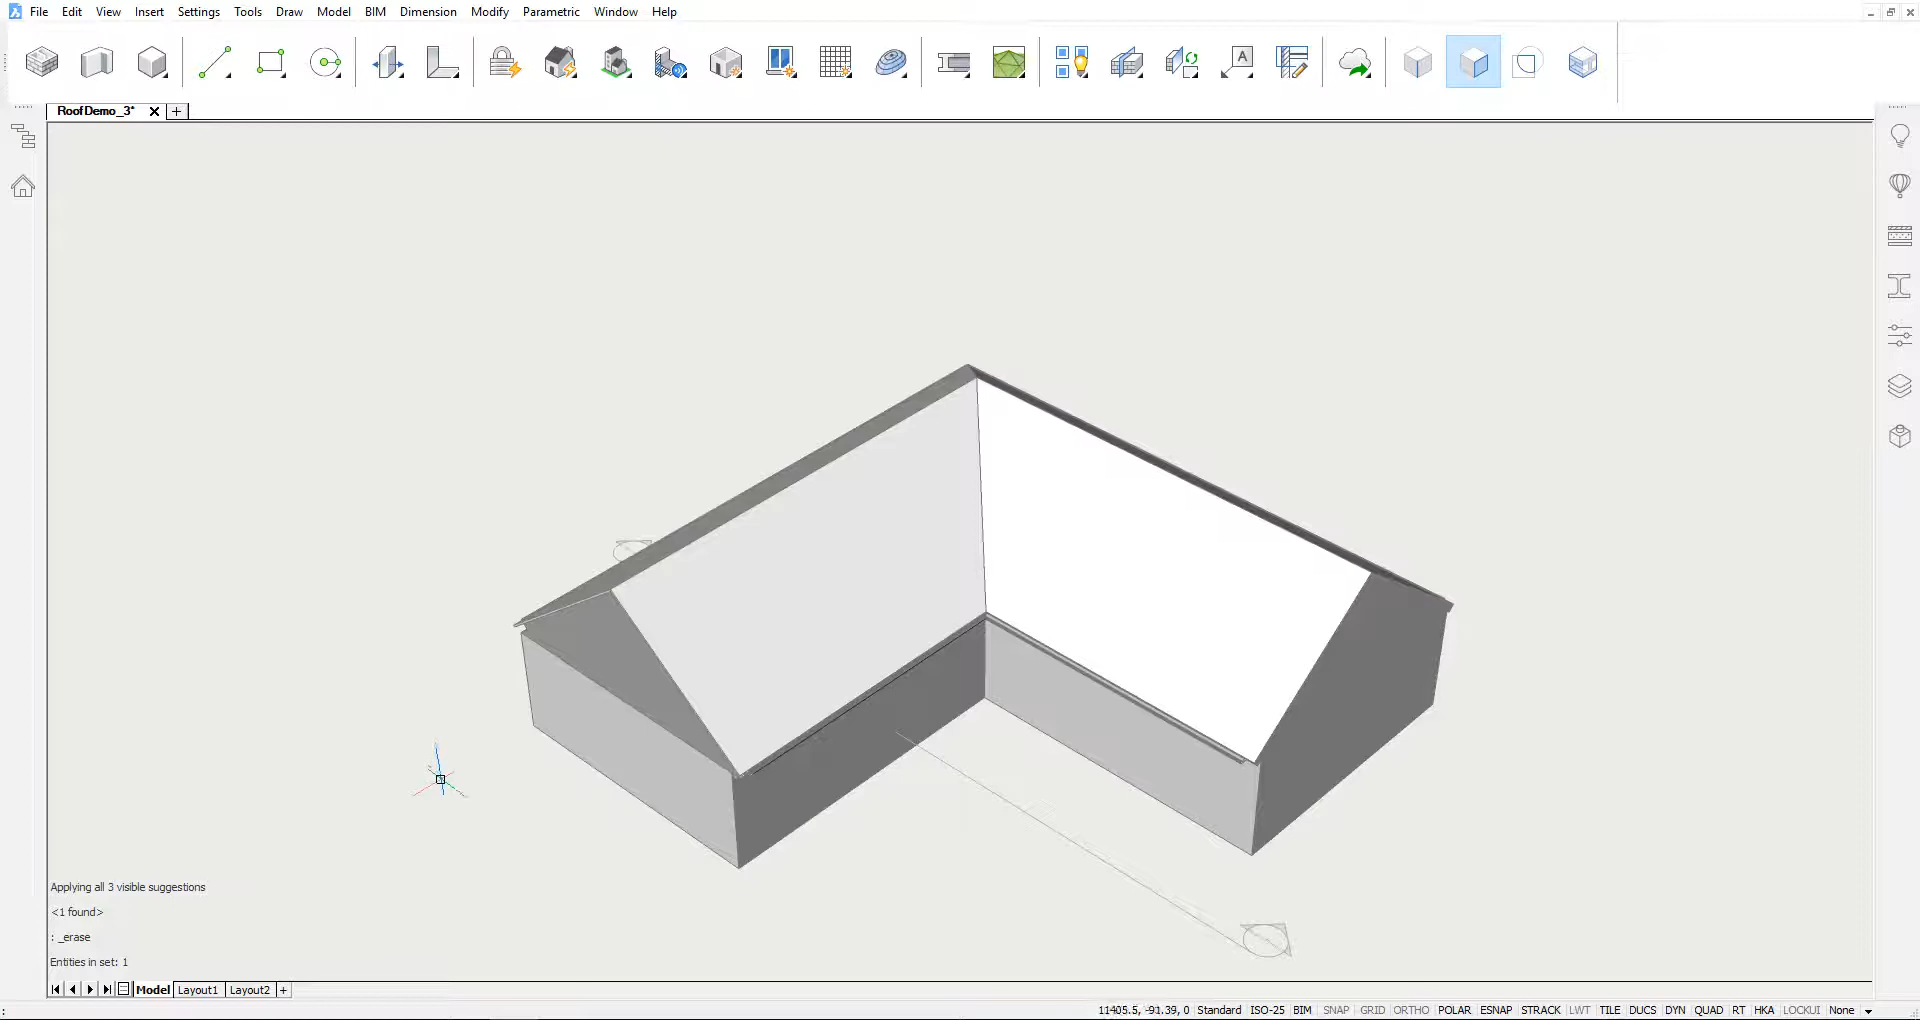 File Edit View Insert Settings Tools Draw Model BIM Dimension Modify Parametric Window Help
A
RoofDemo_3*
Applying all 3 visible suggestions
<1 found>
: _erase
Entities in set: 1
Model Layout1 Layout2 +
: 11405.5, -91.39, 0 Standard ISO-25 BIM SNAP GRID ORTHO POLAR ESNAP STRACK LWT TILE DUCS DYN QUAD RT HKA LOCKUI None